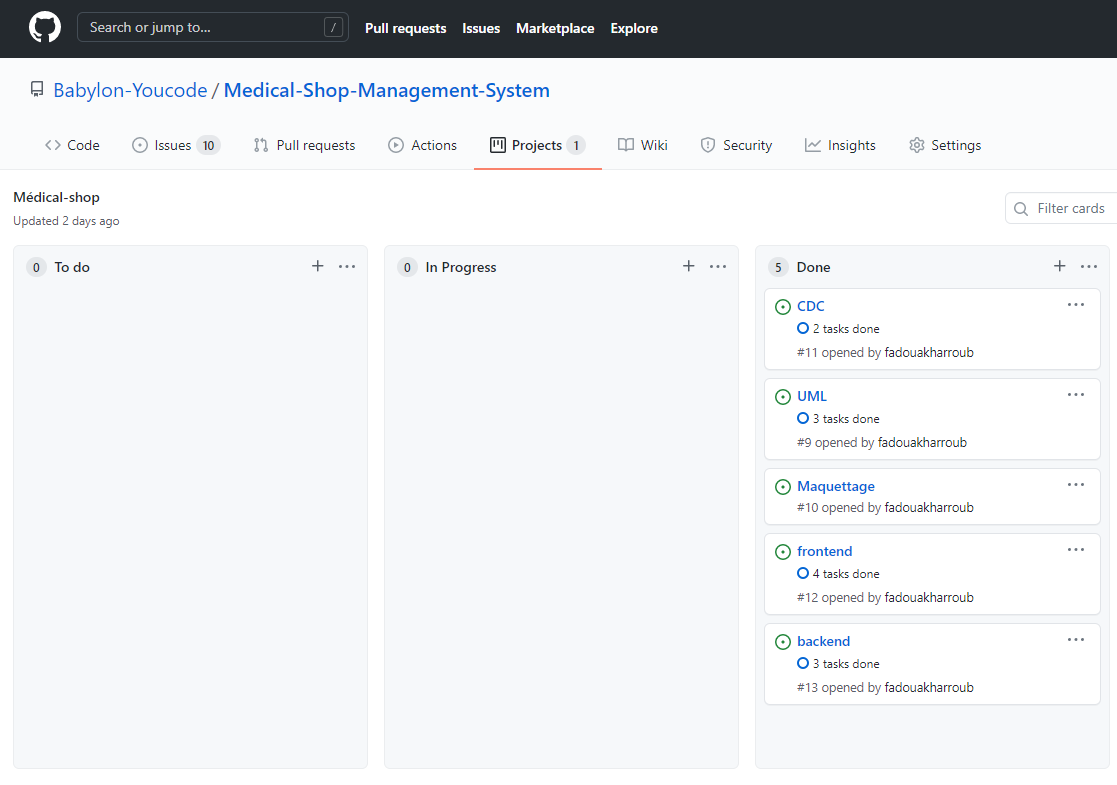 Search or jump to... /
Pull requests Issues Marketplace Explore
Babylon-Youcode / Medical-Shop-Management-System
Code Issues 10 Pull requests Actions Projects 1 Wiki Security Insights Settings
Médical-shop
Updated 2 days ago
Filter cards
0 To do
0 In Progress
5 Done
CDC
2 tasks done
#11 opened by fadouakharroub
UML
3 tasks done
#9 opened by fadouakharroub
Maquettage
#10 opened by fadouakharroub
frontend
4 tasks done
#12 opened by fadouakharroub
backend
3 tasks done
#13 opened by fadouakharroub